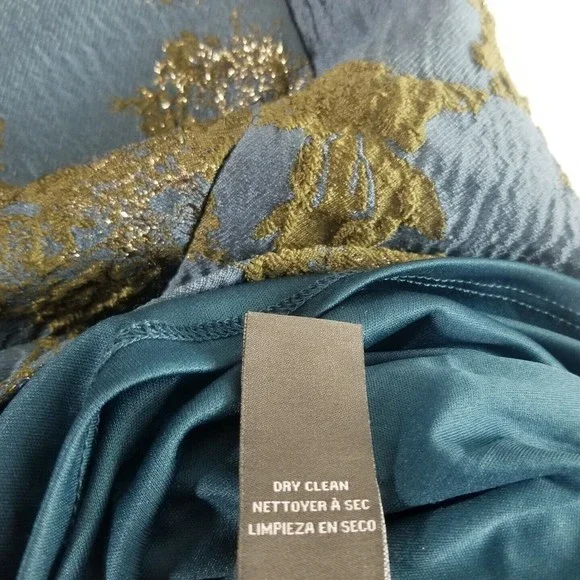 DRY CLEAN
NETTOYER À SEC
LIMPIEZA EN SECO